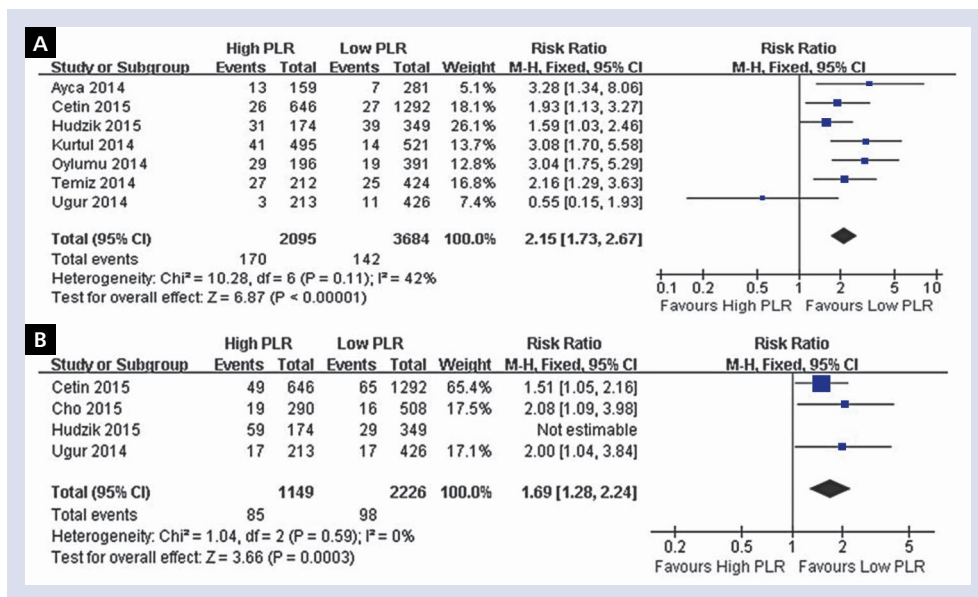 A
High PLR Low PLR Risk Ratio Risk Ratio
Study or Subgroup Events Total Events Total Weight M-H, Fixed, 95% CI M-H, Fixed, 95% CI
Ayca 2014 13 159 7 281 5.1% 3.28 [1.34, 8.06]
Cetin 2015 26 646 27 1292 18.1% 1.93 [1.13, 3.27]
Hudzik 2015 31 174 39 349 26.1% 1.59 [1.03, 2.46]
Kurtul 2014 41 495 14 521 13.7% 3.08 [1.70, 5.58]
Oylumu 2014 29 196 19 391 12.8% 3.04 [1.75, 5.29]
Temiz 2014 27 212 25 424 16.8% 2.16 [1.29, 3.63]
Ugur 2014 3 213 11 426 7.4% 0.55 [0.15, 1.93]
Total (95% CI) 2095 3684 100.0% 2.15 [1.73, 2.67]
Total events 170 142
Heterogeneity: Chi² = 10.28, df = 6 (P = 0.11); I² = 42%
Test for overall effect: Z = 6.87 (P < 0.00001)
0.1 0.2 0.5 1 2 5 10
Favours High PLR Favours Low PLR
B
High PLR Low PLR Risk Ratio Risk Ratio
Study or Subgroup Events Total Events Total Weight M-H, Fixed, 95% CI M-H, Fixed, 95% CI
Cetin 2015 49 646 65 1292 65.4% 1.51 [1.05, 2.16]
Cho 2015 19 290 16 508 17.5% 2.08 [1.09, 3.98]
Hudzik 2015 59 174 29 349 Not estimable
Ugur 2014 17 213 17 426 17.1% 2.00 [1.04, 3.84]
Total (95% CI) 1149 2226 100.0% 1.69 [1.28, 2.24]
Total events 85 98
Heterogeneity: Chi² = 1.04, df = 2 (P = 0.59); I² = 0%
Test for overall effect: Z = 3.66 (P = 0.0003)
0.2 0.5 1 2 5
Favours High PLR Favours Low PLR